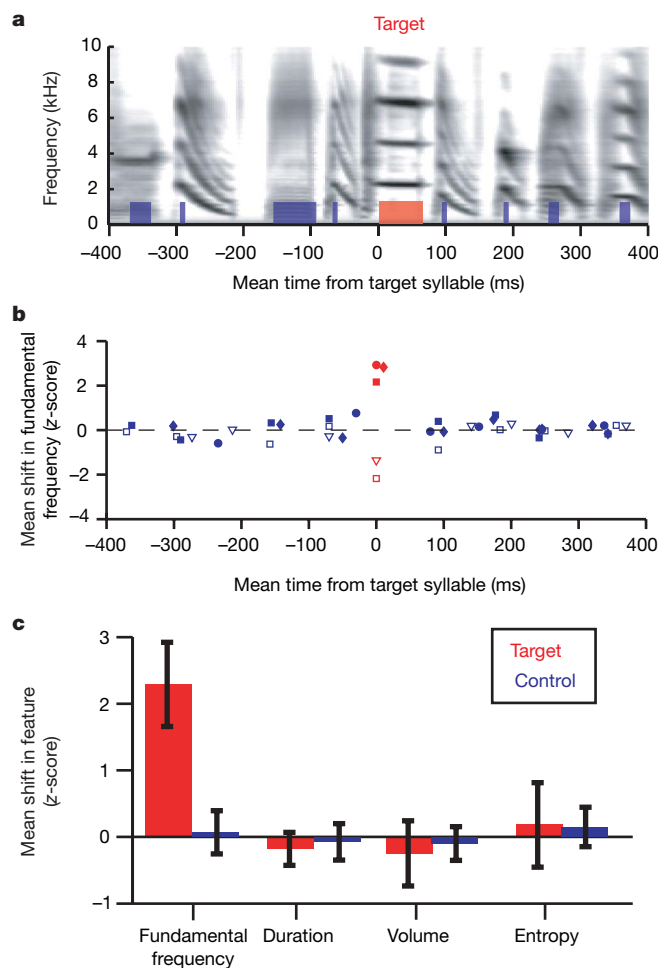 a
Target
10
8
6
4
2
0
Frequency (kHz)
−400 −300 −200 −100 0 100 200 300 400
Mean time from target syllable (ms)
b
4
2
0
−2
−4
Mean shift in fundamental
frequency (z-score)
−400 −300 −200 −100 0 100 200 300 400
Mean time from target syllable (ms)
c
3
2
1
0
−1
Mean shift in feature
(z-score)
Target
Control
Fundamental
frequency
Duration
Volume
Entropy